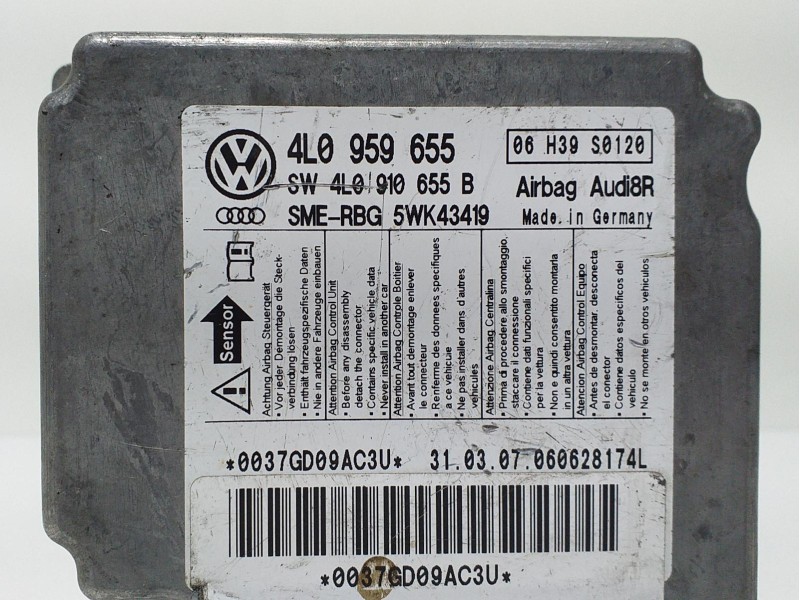 4L0 959 655
06 H39 S0120
SW 4L0 910 655 B
Airbag Audi8R
SME-RBG 5WK43419
Made in Germany
Sensor
Achtung Airbag Steuergerät
• Vor jeder Demontage die Steck-
verbindung lösen
• Enthält fahrzeugspezifische Daten
• Nie in andere Fahrzeuge einbauen
Attention Airbag Control Unit
• Before any disassembly
detach the connector
• Contains specific vehicle data
• Never install in another car
Attention Airbag Controle Boitier
• Avant tout demontage enlever
le connecteur
• Renferme des donnees specifiques
a ce vehicue
• Ne pas installer dans d'autres
vehicules
Attenzione Airbag Centralina
• Prima di procedere allo smontaggio,
staccare il connessione
• Contiene dati funzionali specifici
per la vettura
• Non e quindi consentito montarla
in un altra vettura
Atencion Airbag Control Equipo
• Antes de desmontar, desconecta
el conector
• Contiene datos especificos del
vehiculo
• No se monte en otros vehiculos
*0037GD09AC3U*
31.03.07.060628174L
*0037GD09AC3U*